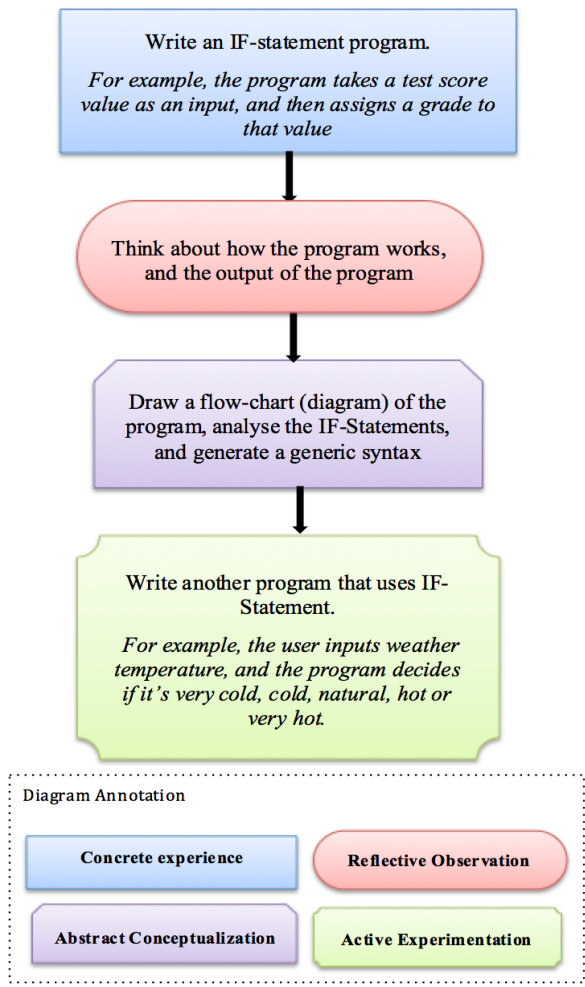 Write an IF-statement program.
For example, the program takes a test score
value as an input, and then assigns a grade to
that value
Think about how the program works,
and the output of the program
Draw a flow-chart (diagram) of the
program, analyse the IF-Statements,
and generate a generic syntax
Write another program that uses IF-
Statement.
For example, the user inputs weather
temperature, and the program decides
if it's very cold, cold, natural, hot or
very hot.
Diagram Annotation
Concrete experience
Reflective Observation
Abstract Conceptualization
Active Experimentation